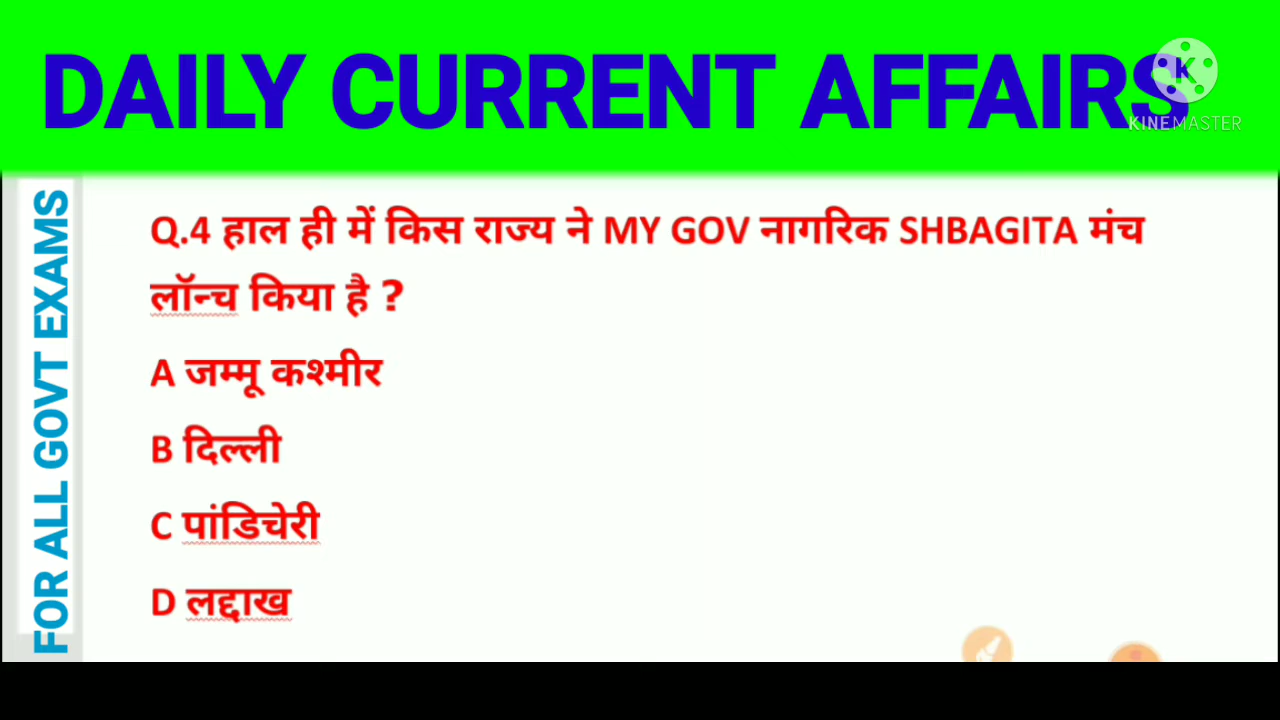 DAILY CURRENT AFFAIRS
K
KINEMASTER
FOR ALL GOVT EXAMS
Q.4 हाल ही में किस राज्य ने MY GOV नागरिक SHBAGITA मंच
लॉन्च किया है ?
A जम्मू कश्मीर
B दिल्ली
C पांडिचेरी
D लद्दाख